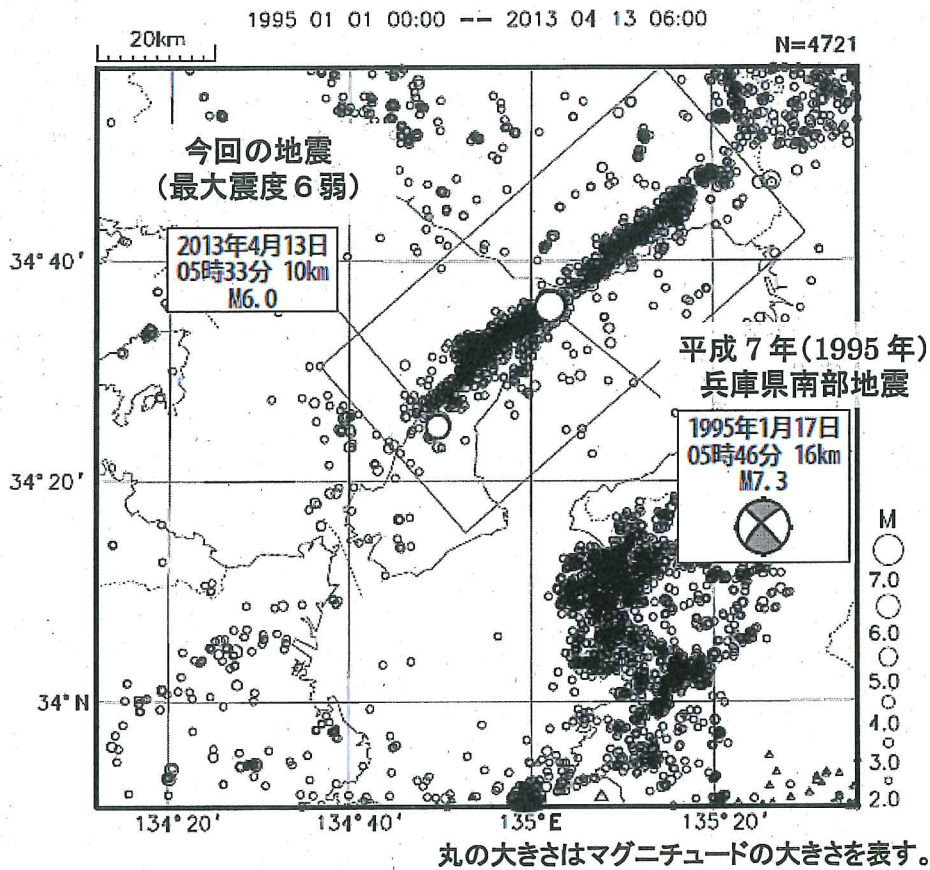 1995 01 01 00:00 -- 2013 04 13 06:00
20km
N=4721
今回の地震
(最大震度6弱)
2013年4月13日
05時33分 10km
M6.0
34°40′
平成7年(1995年)
兵庫県南部地震
1995年1月17日
05時46分 16km
M7.3
34°20′
M
7.0
6.0
5.0
4.0
3.0
2.0
34°N
134°20′
134°40′
135°E
135°20′
丸の大きさはマグニチュードの大きさを表す。